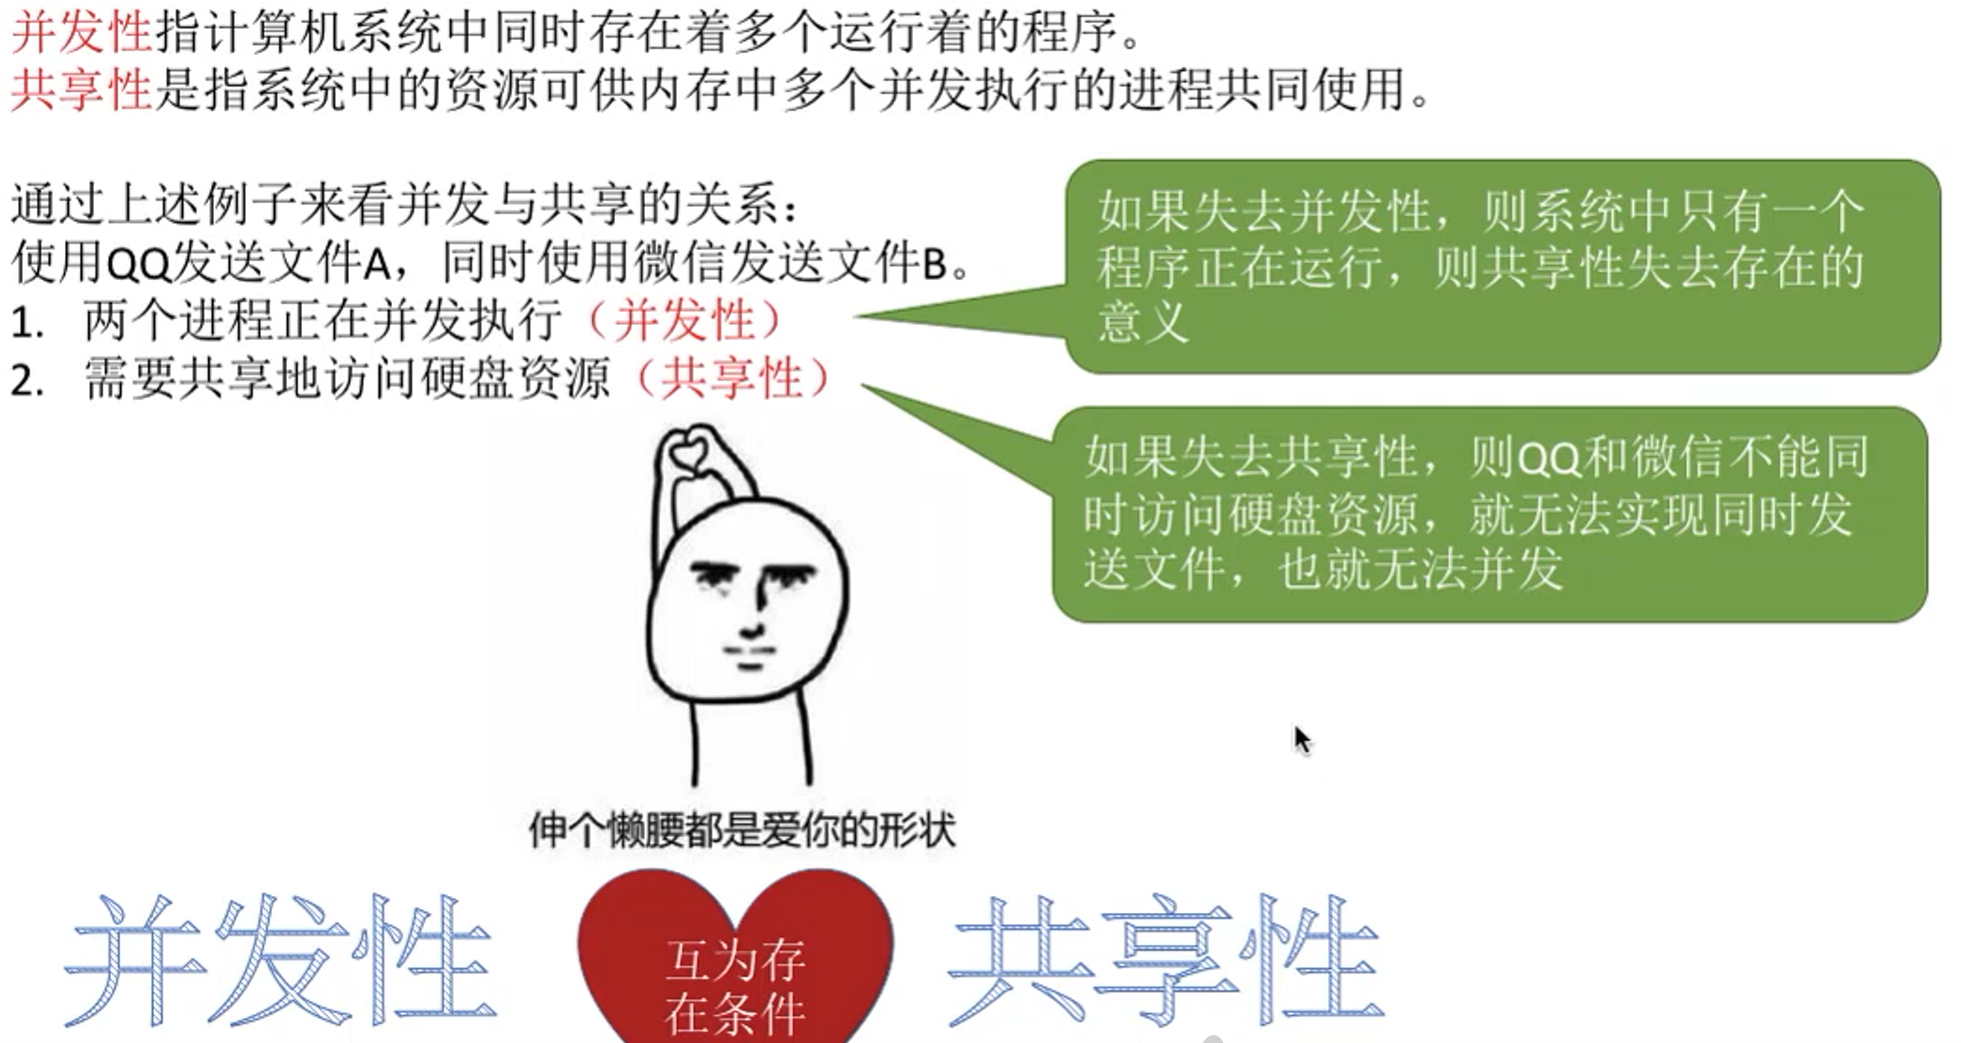 并发性指计算机系统中同时存在着多个运行着的程序。
共享性是指系统中的资源可供内存中多个并发执行的进程共同使用。
通过上述例子来看并发与共享的关系：
使用QQ发送文件A，同时使用微信发送文件B。
1. 两个进程正在并发执行（并发性）
2. 需要共享地访问硬盘资源（共享性）
如果失去并发性，则系统中只有一个
程序正在运行，则共享性失去存在的
意义
如果失去共享性，则QQ和微信不能同
时访问硬盘资源，就无法实现同时发
送文件，也就无法并发
伸个懒腰都是爱你的形状
并发性
互为存
在条件
共享性